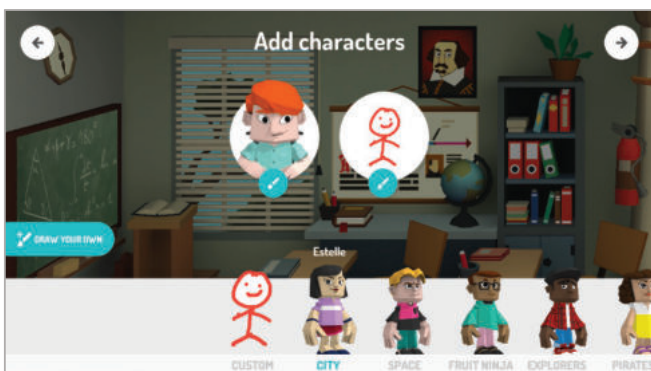 Add characters
DRAW YOUR OWN
Estelle
CUSTOM CITY SPACE FRUIT NINJA EXPLORERS PIRATES